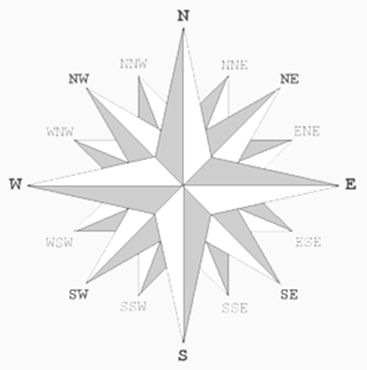 N
NNW NNE
NW NE
WNW ENE
W E
WSW ESE
SW SE
SSW SSE
S